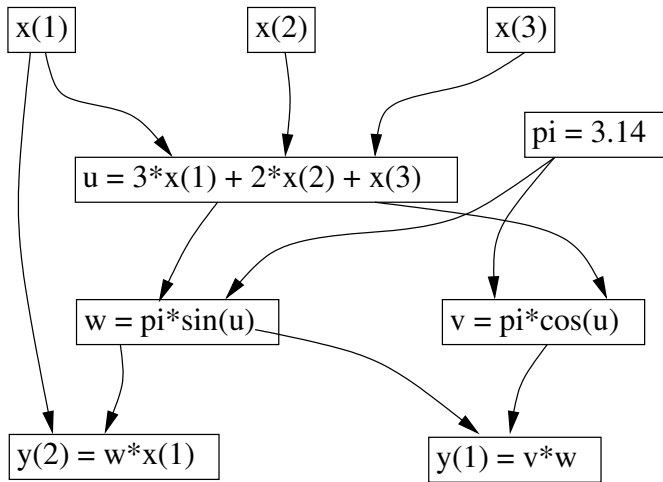 x(1)
x(2)
x(3)
pi = 3.14
u = 3*x(1) + 2*x(2) + x(3)
w = pi*sin(u)
v = pi*cos(u)
y(2) = w*x(1)
y(1) = v*w